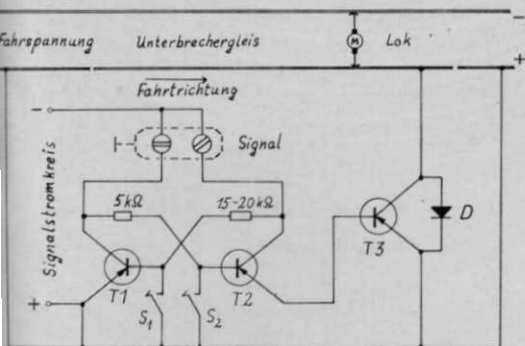 −
Fahrspannung Unterbrechergleis M Lok
+
Fahrtrichtung
−
Signal
Signalstromkreis
5kΩ 15-20kΩ
T1 T2 T3 D
+
S1 S2